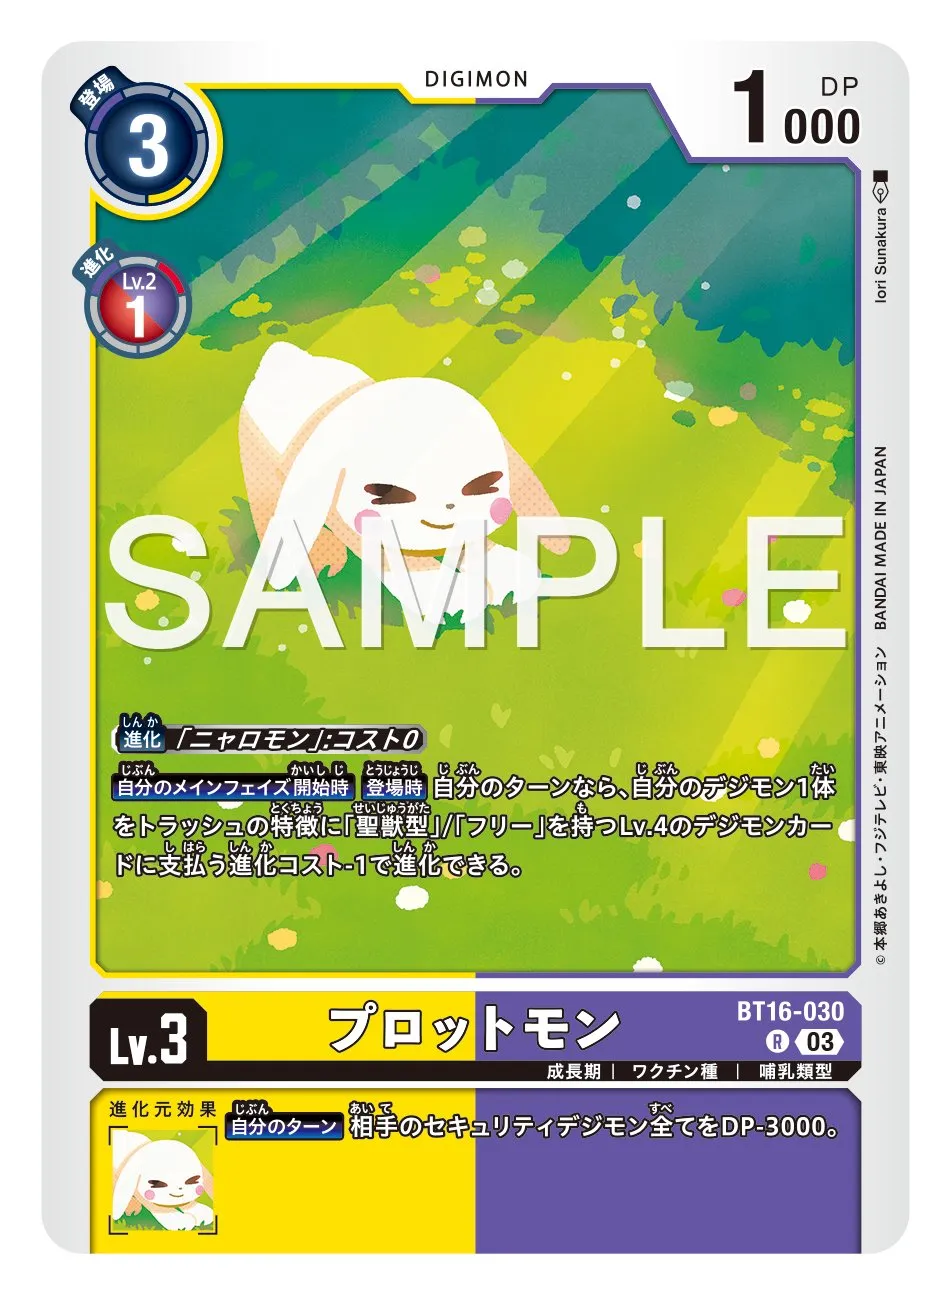 DIGIMON
登場
3
1000
DP
進化
Lv.2
1
Iori Sunakura
SAMPLE
BANDAI MADE IN JAPAN
©本郷あきよし・フジテレビ・東映アニメーション
進化 「ニャロモン」:コスト0
自分のメインフェイズ開始時 登場時 自分のターンなら、自分のデジモン1体
をトラッシュの特徴に「聖獣型」/「フリー」を持つLv.4のデジモンカー
ドに支払う進化コスト-1で進化できる。
Lv.3
プロットモン
BT16-030
R 03
成長期 | ワクチン種 | 哺乳類型
進化元効果
自分のターン 相手のセキュリティデジモン全てをDP-3000。